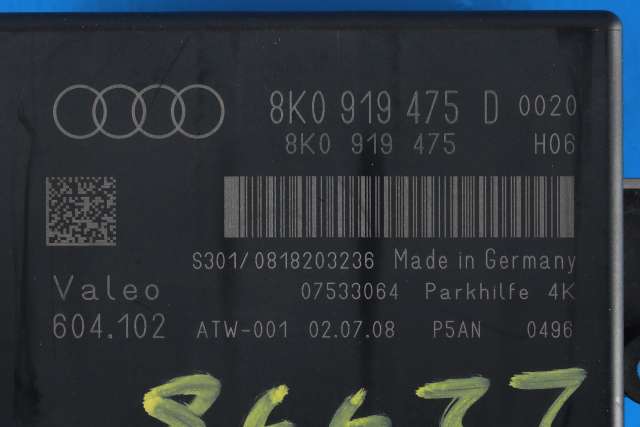 8K0 919 475 D 0020
8K0 919 475 H06
S301/0818203236 Made in Germany
Valeo 07533064 Parkhilfe 4K
604.102 ATW-001 02.07.08 P5AN 0496